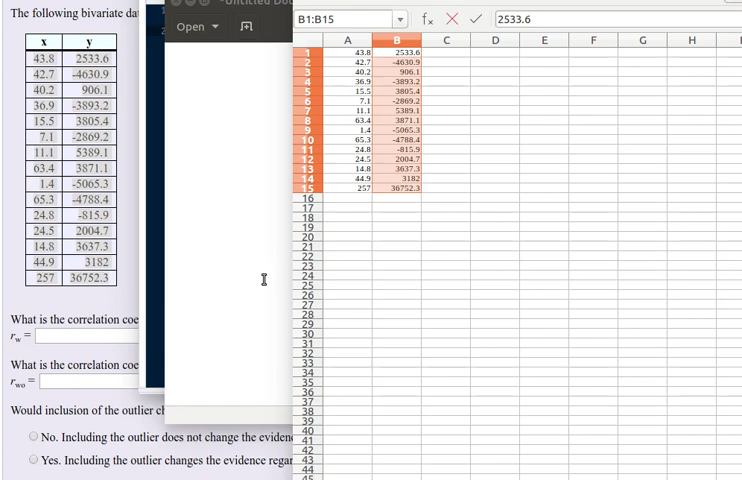 The following bivariate dat
x y
43.8 2533.6
42.7 -4630.9
40.2 906.1
36.9 -3893.2
15.5 3805.4
7.1 -2869.2
11.1 5389.1
63.4 3871.1
1.4 -5065.3
65.3 -4788.4
24.8 -815.9
24.5 2004.7
14.8 3637.3
44.9 3182
257 36752.3
What is the correlation coe
rw =
What is the correlation coe
rwo =
Would inclusion of the outlier ch
No. Including the outlier does not change the eviden
Yes. Including the outlier changes the evidence regar
*Untitled Doc
Open
B1:B15 fx 2533.6
A B C D E F G H
1 43.8 2533.6
2 42.7 -4630.9
3 40.2 906.1
4 36.9 -3893.2
5 15.5 3805.4
6 7.1 -2869.2
7 11.1 5389.1
8 63.4 3871.1
9 1.4 -5065.3
10 65.3 -4788.4
11 24.8 -815.9
12 24.5 2004.7
13 14.8 3637.3
14 44.9 3182
15 257 36752.3
16
17
18
19
20
21
22
23
24
25
26
27
28
29
30
31
32
33
34
35
36
37
38
39
40
41
42
43
44
45